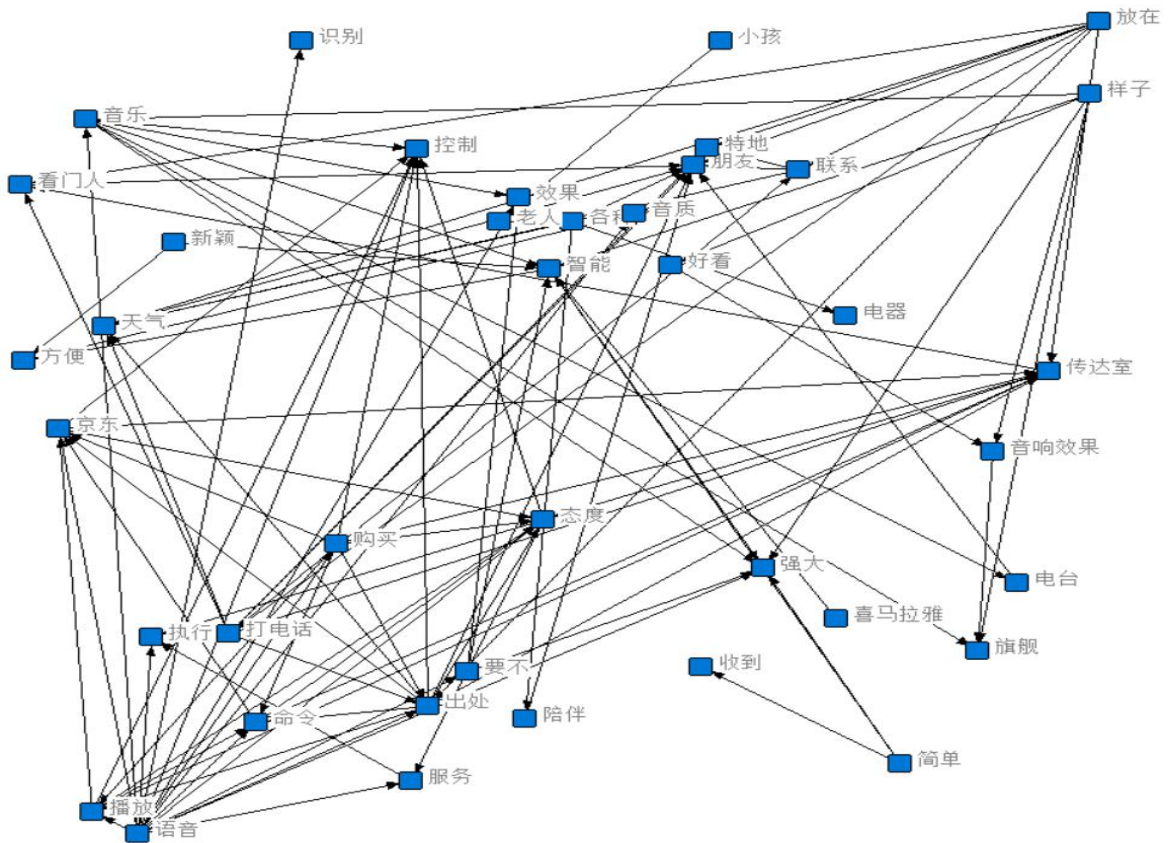 放在
识别
小孩
样子
音乐
控制
特地
朋友
联系
看门人
效果
老人
各种
音质
新颖
智能
好看
电器
天气
方便
传达室
京东
音响效果
态度
购买
强大
电台
喜马拉雅
执行
打电话
旗舰
要不
收到
出处
陪伴
命令
简单
服务
播放
语音